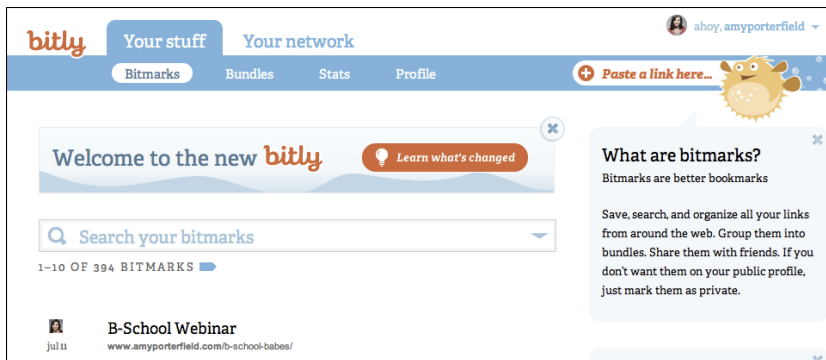 bitly
Your stuff
Your network
ahoy, amyporterfield
Bitmarks
Bundles
Stats
Profile
Paste a link here...
Welcome to the new bitly
Learn what's changed
Search your bitmarks
1–10 OF 394 BITMARKS
What are bitmarks?
Bitmarks are better bookmarks
Save, search, and organize all your links
from around the web. Group them into
bundles. Share them with friends. If you
don't want them on your public profile,
just mark them as private.
B-School Webinar
jul 11
www.amyporterfield.com/b-school-babes/